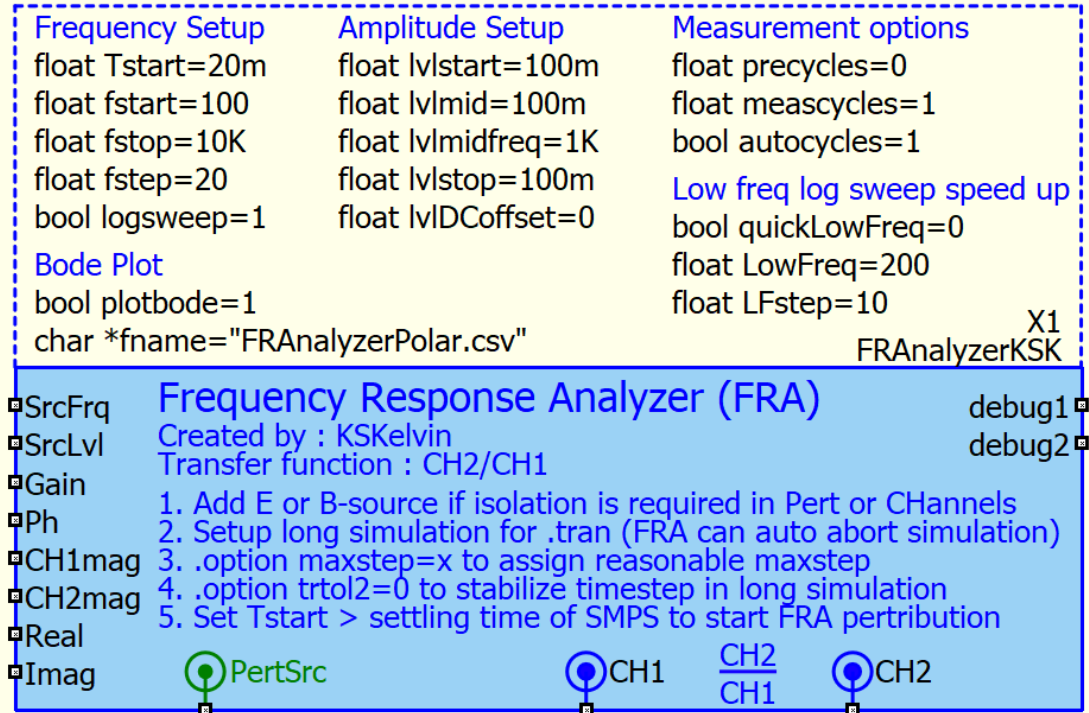 Frequency Setup
float Tstart=20m
float fstart=100
float fstop=10K
float fstep=20
bool logsweep=1
Bode Plot
bool plotbode=1
char *fname="FRAnalyzerPolar.csv"
Amplitude Setup
float lvlstart=100m
float lvlmid=100m
float lvlmidfreq=1K
float lvlstop=100m
float lvlDCoffset=0
Measurement options
float precycles=0
float meascycles=1
bool autocycles=1
Low freq log sweep speed up
bool quickLowFreq=0
float LowFreq=200
float LFstep=10
X1
FRAnalyzerKSK
SrcFrq
SrcLvl
Gain
Ph
CH1mag
CH2mag
Real
Imag
Frequency Response Analyzer (FRA)
Created by : KSKelvin
Transfer function : CH2/CH1
1. Add E or B-source if isolation is required in Pert or CHannels
2. Setup long simulation for .tran (FRA can auto abort simulation)
3. .option maxstep=x to assign reasonable maxstep
4. .option trtol2=0 to stabilize timestep in long simulation
5. Set Tstart > settling time of SMPS to start FRA pertribution
debug1
debug2
PertSrc
CH1
CH2
CH1
CH2